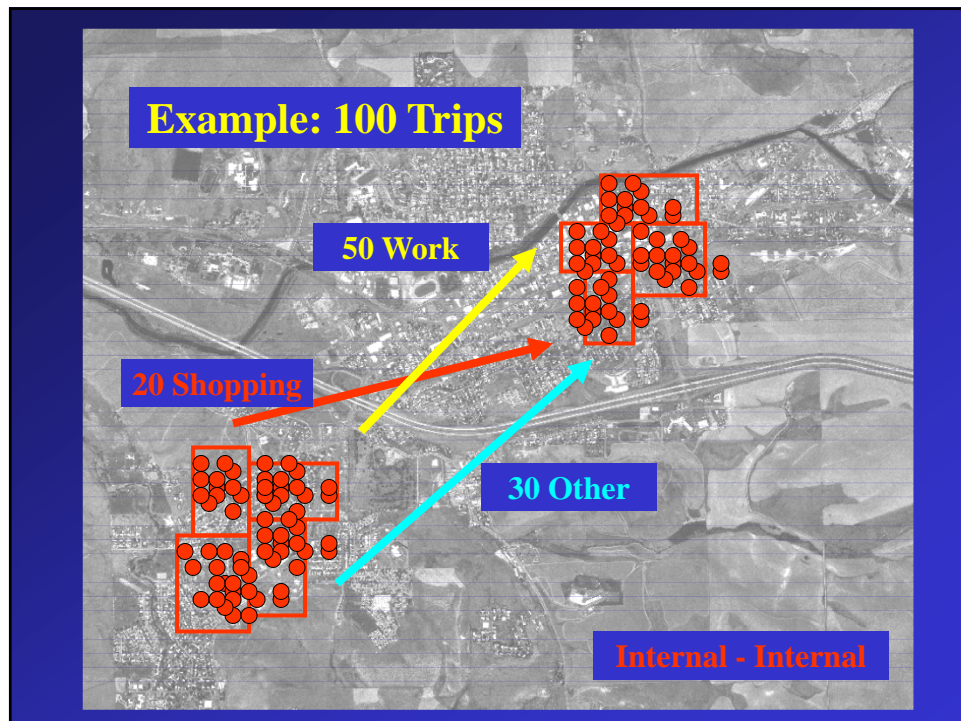 Example: 100 Trips
50 Work
20 Shopping
30 Other
Internal - Internal